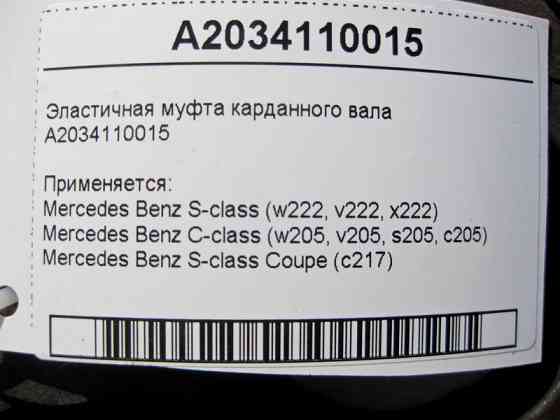 A2034110015
Эластичная муфта карданного вала
A2034110015
Применяется:
Mercedes Benz S-class (w222, v222, x222)
Mercedes Benz C-class (w205, v205, s205, c205)
Mercedes Benz S-class Coupe (c217)